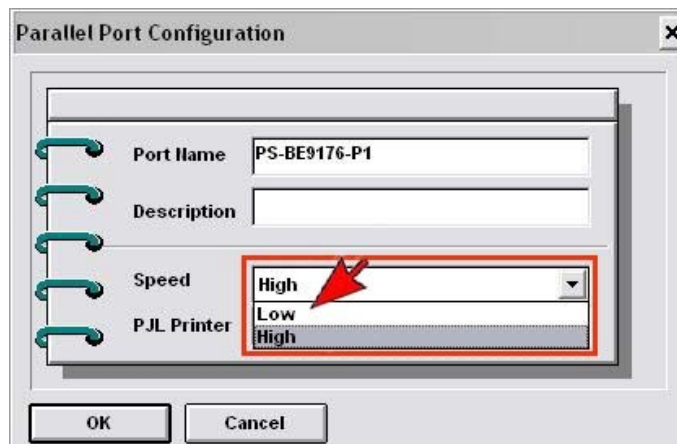 Parallel Port Configuration
Port Name PS-BE9176-P1
Description
Speed High
Low
PJL Printer
High
OK Cancel